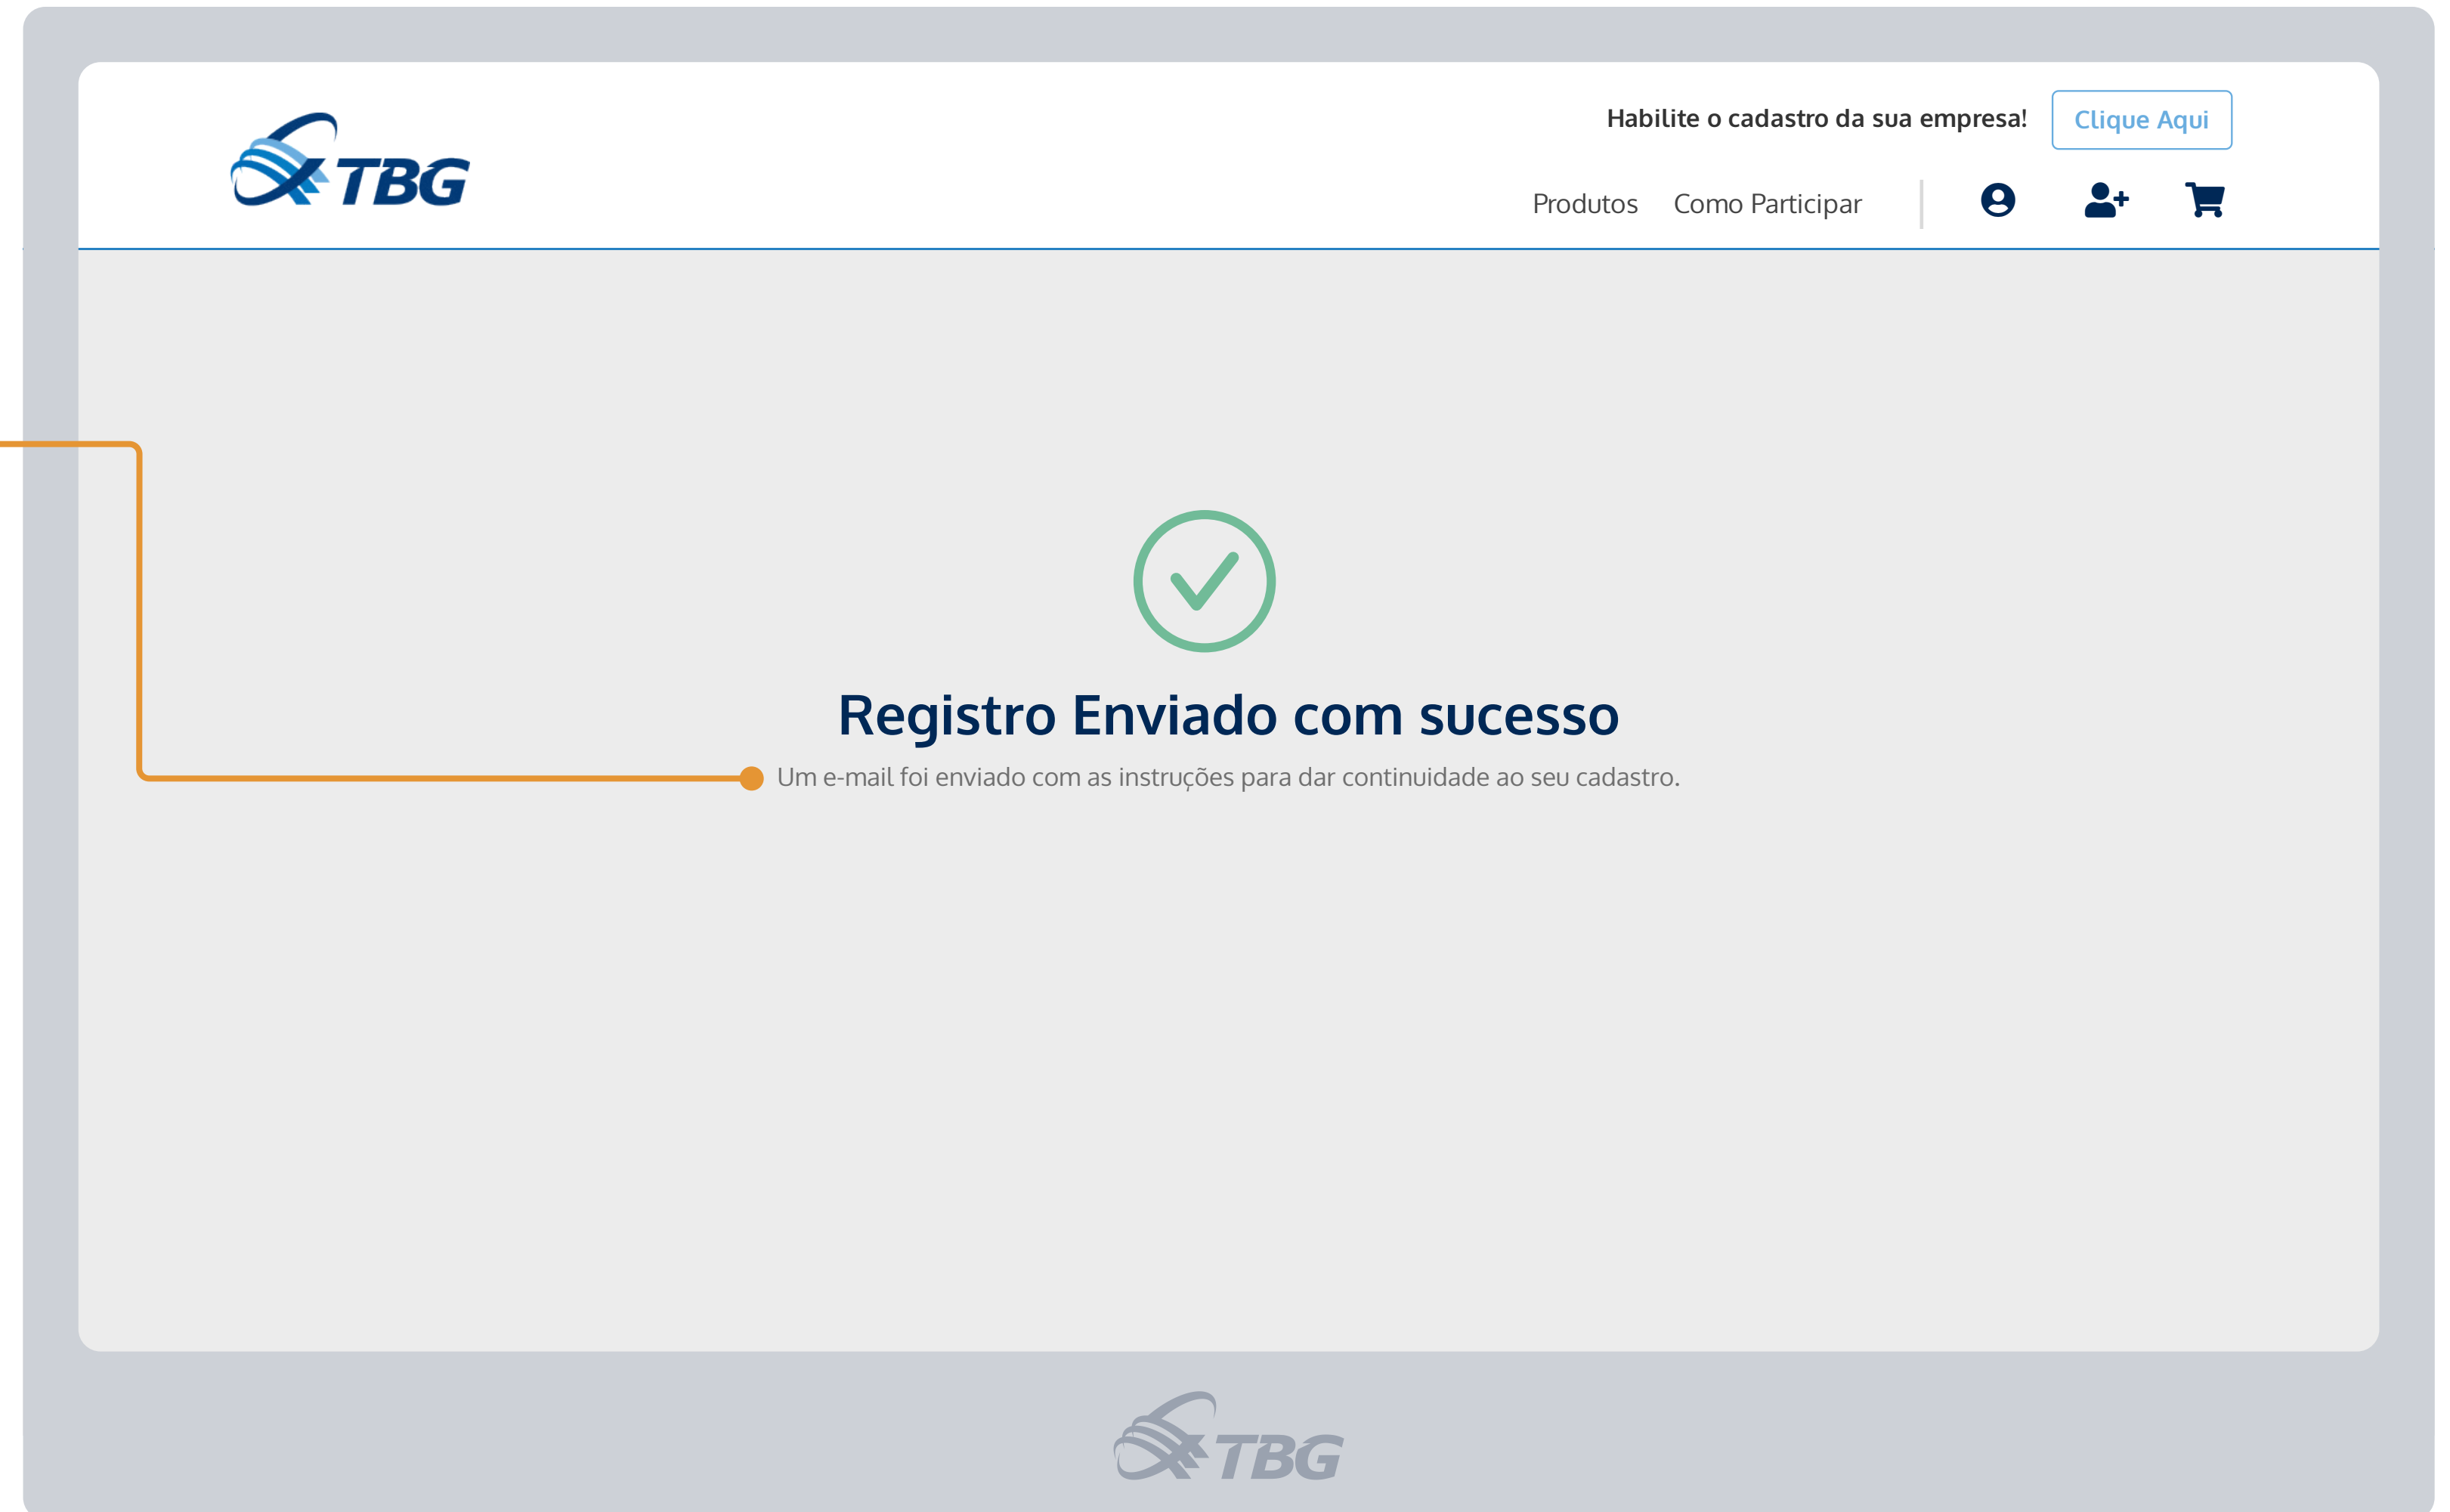 Habilite o cadastro da sua empresa!
Clique Aqui
TBG
Produtos
Como Participar
Registro Enviado com sucesso
Um e-mail foi enviado com as instruções para dar continuidade ao seu cadastro.
TBG